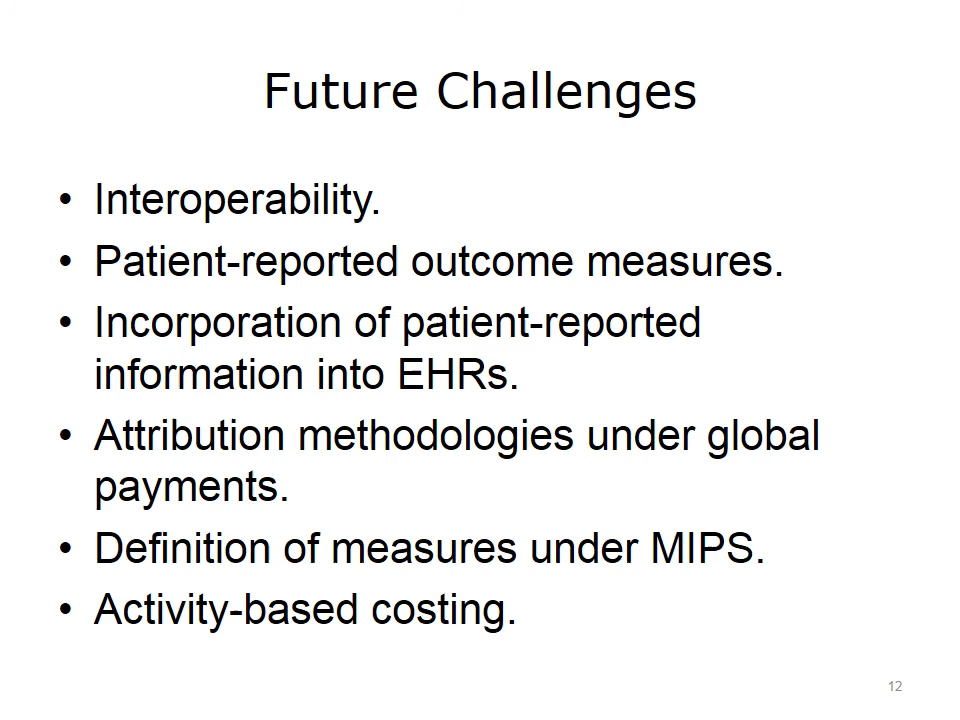 Future Challenges
• Interoperability.
• Patient-reported outcome measures.
• Incorporation of patient-reported
information into EHRs.
• Attribution methodologies under global
payments.
• Definition of measures under MIPS.
• Activity-based costing.
12